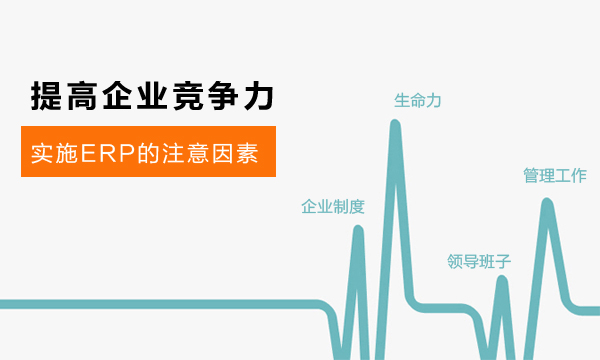 提高企业竞争力
实施ERP的注意因素
生命力
管理工作
企业制度
领导班子